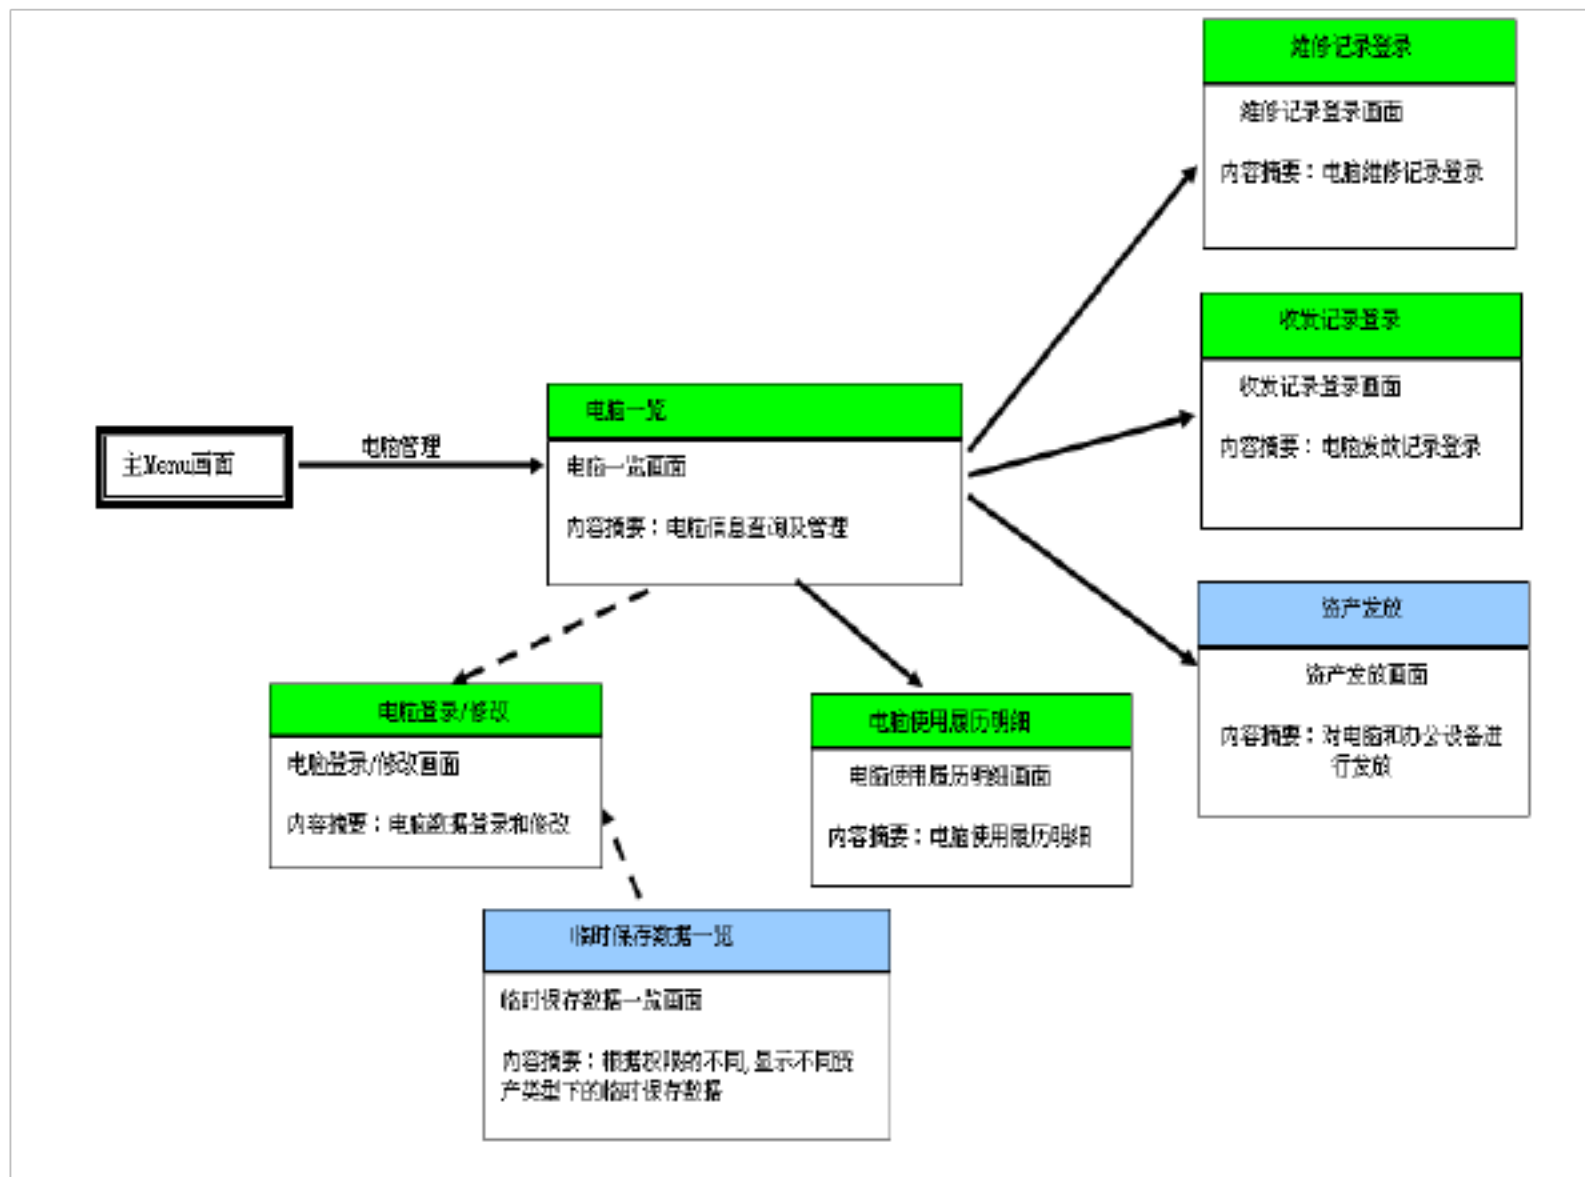 维修记录登录
维修记录登录画面
内容摘要：电脑维修记录登录
收发记录登录
收发记录登录画面
内容摘要：电脑发放记录登录
电脑一览
电脑一览画面
内容摘要：电脑信息查询及管理
电脑管理
主Menu画面
资产发放
资产发放画面
内容摘要：对电脑和办公设备进
行发放
电脑登录/修改
电脑登录/修改画面
内容摘要：电脑数据登录和修改
电脑使用履历明细
电脑使用履历明细画面
内容摘要：电脑使用履历明细
临时保存数据一览
临时保存数据一览画面
内容摘要：根据权限的不同,显示不同资
产类型下的临时保存数据